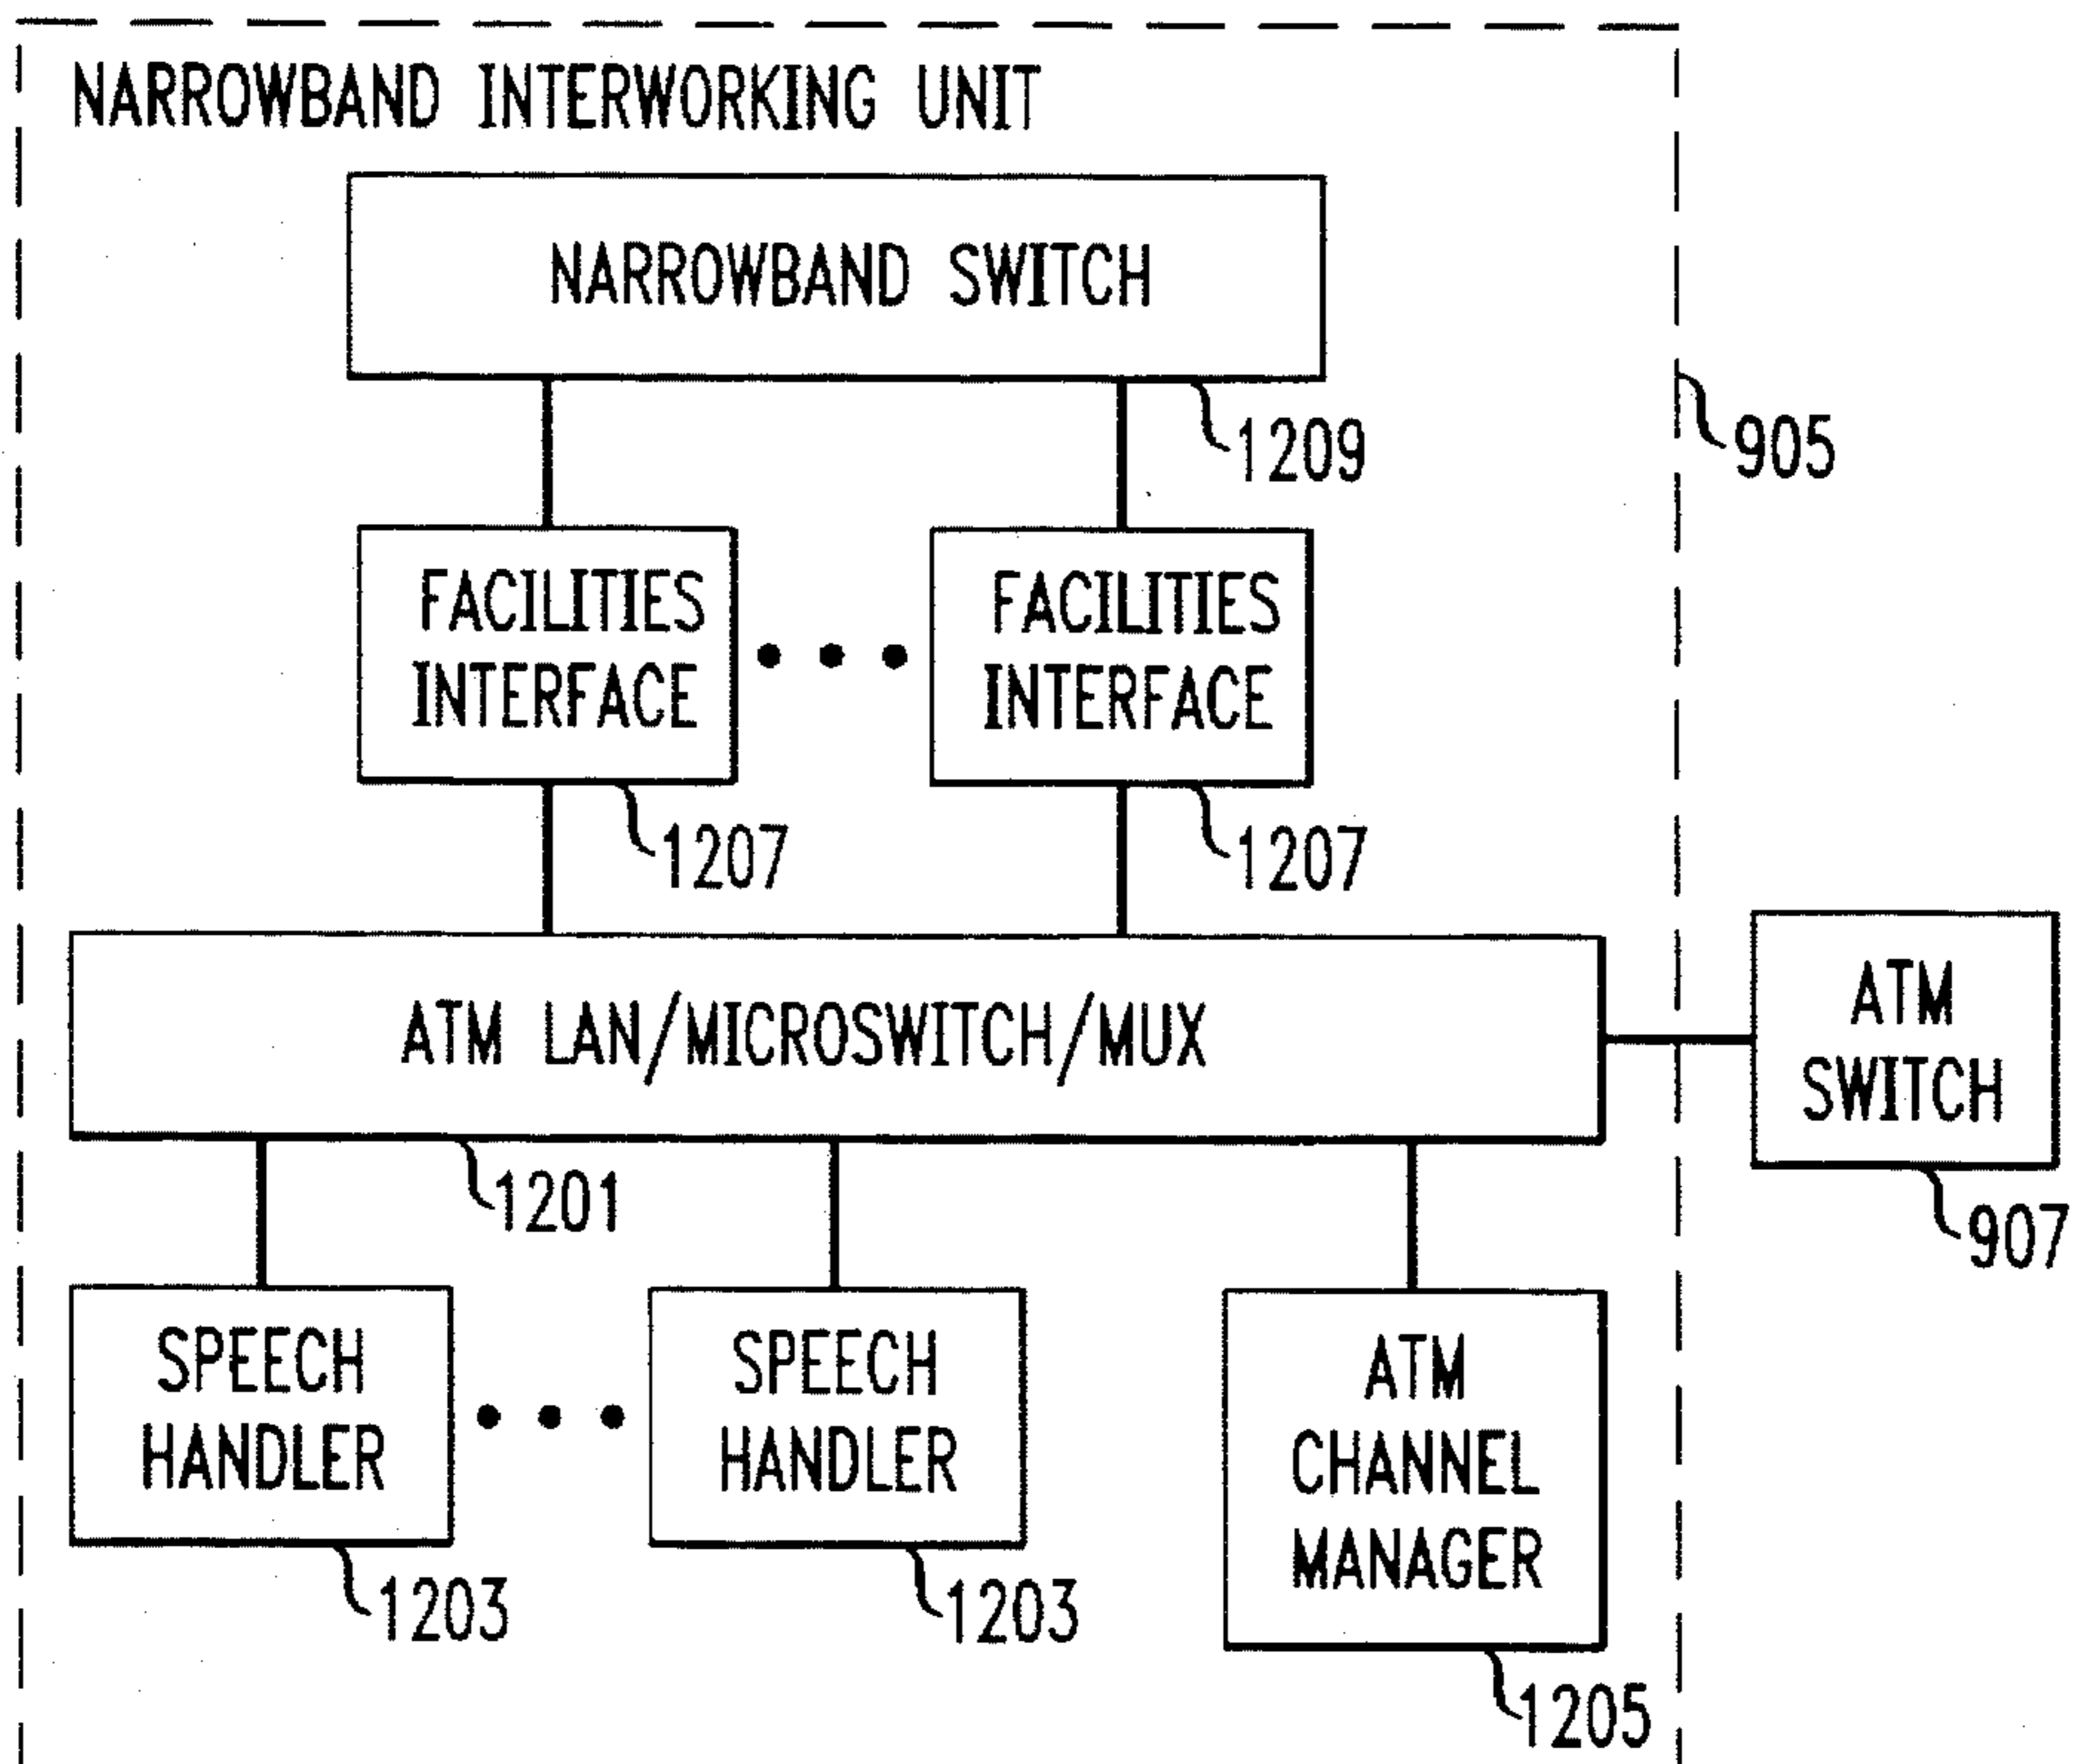 NARROWBAND INTERWORKING UNIT
NARROWBAND SWITCH
1209
905
FACILITIES
INTERFACE
FACILITIES
INTERFACE
1207
1207
ATM LAN/MICROSWITCH/MUX
ATM
SWITCH
1201
907
SPEECH
HANDLER
SPEECH
HANDLER
ATM
CHANNEL
MANAGER
1203
1203
1205